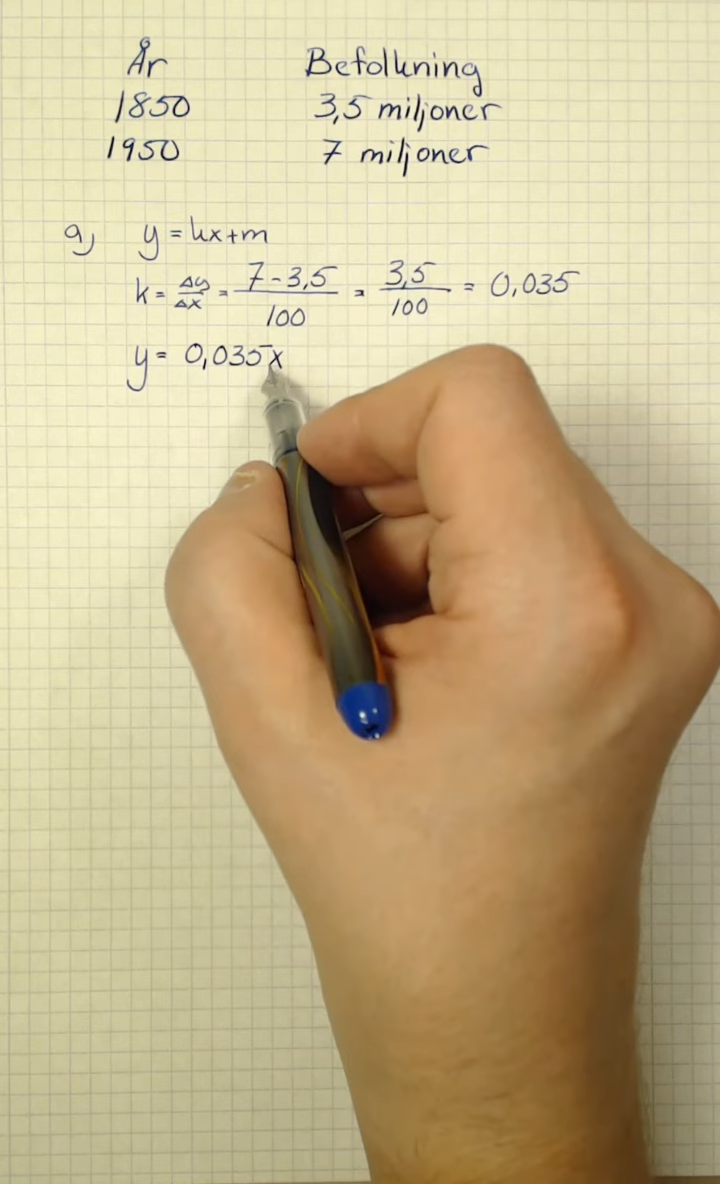 År Befolkning
1850 3,5 miljoner
1950 7 miljoner
a) y = kx+m
k = Δy/Δx = 7-3,5/100 = 3,5/100 = 0,035
y = 0,035x